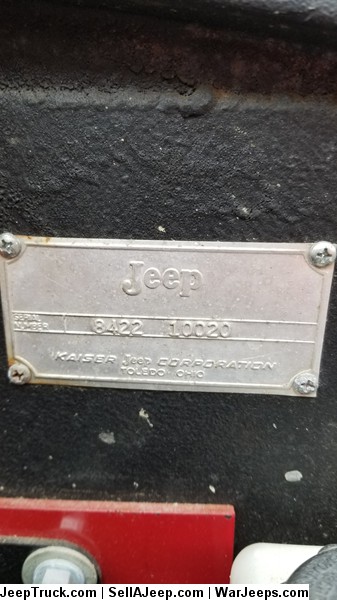 Jeep
SERIAL NUMBER 8422 10020
KAISER Jeep CORPORATION
TOLEDO OHIO
JeepTruck.com | SellAJeep.com | WarJeeps.com